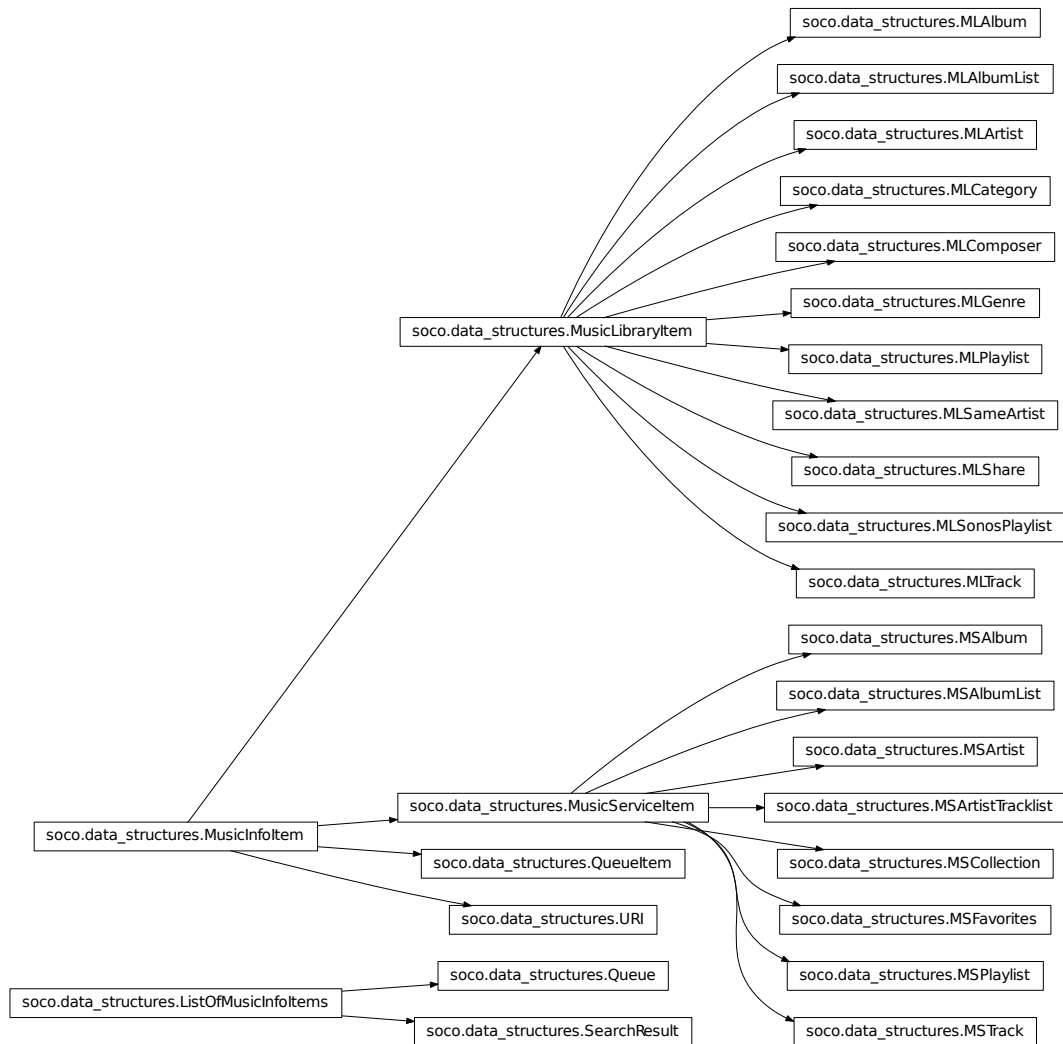 soco.data_structures.MLAlbum
soco.data_structures.MLAlbumList
soco.data_structures.MLArtist
soco.data_structures.MLCategory
soco.data_structures.MLComposer
soco.data_structures.MLGenre
soco.data_structures.MusicLibraryItem
soco.data_structures.MLPlaylist
soco.data_structures.MLSameArtist
soco.data_structures.MLShare
soco.data_structures.MLSonosPlaylist
soco.data_structures.MLTrack
soco.data_structures.MSAlbum
soco.data_structures.MSAlbumList
soco.data_structures.MSArtist
soco.data_structures.MusicServiceItem
soco.data_structures.MSArtistTracklist
soco.data_structures.MusicInfoItem
soco.data_structures.QueueItem
soco.data_structures.MSCollection
soco.data_structures.URI
soco.data_structures.MSFavorites
soco.data_structures.Queue
soco.data_structures.MSPlaylist
soco.data_structures.ListOfMusicInfoItems
soco.data_structures.SearchResult
soco.data_structures.MSTrack